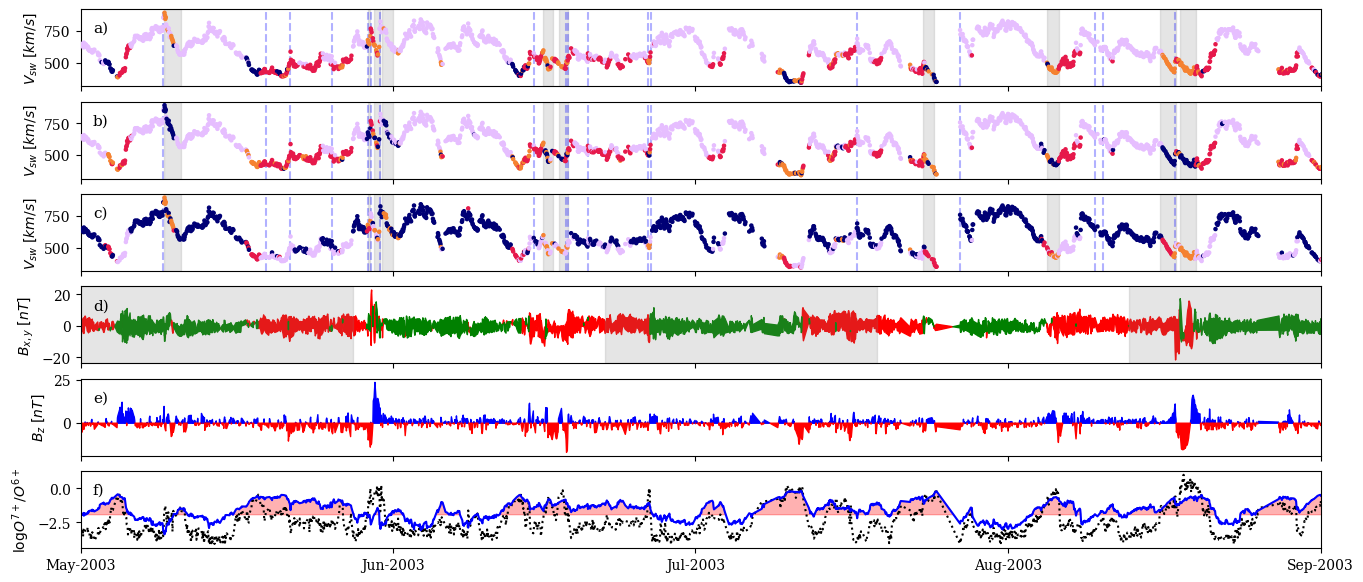 a)
V_sw [km/s]
750
500
b)
V_sw [km/s]
750
500
c)
V_sw [km/s]
750
500
d)
B_x,y [nT]
20
0
−20
e)
B_z [nT]
25
0
f)
logO^7+/O^6+
0.0
−2.5
May-2003 Jun-2003 Jul-2003 Aug-2003 Sep-2003